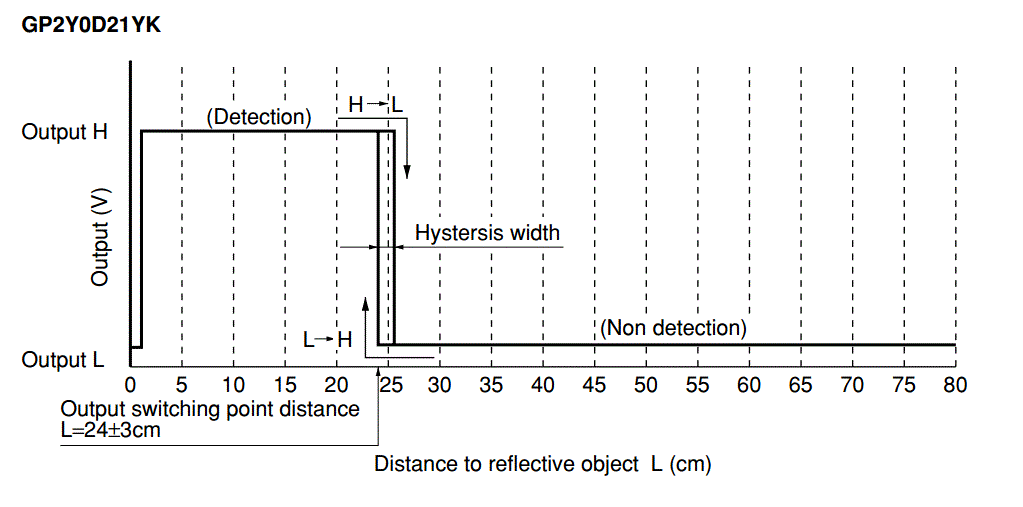 GP2Y0D21YK
H→L
(Detection)
Output H
Output (V)
Hystersis width
(Non detection)
L→H
Output L
0 5 10 15 20 25 30 35 40 45 50 55 60 65 70 75 80
Output switching point distance
L=24±3cm
Distance to reflective object L (cm)